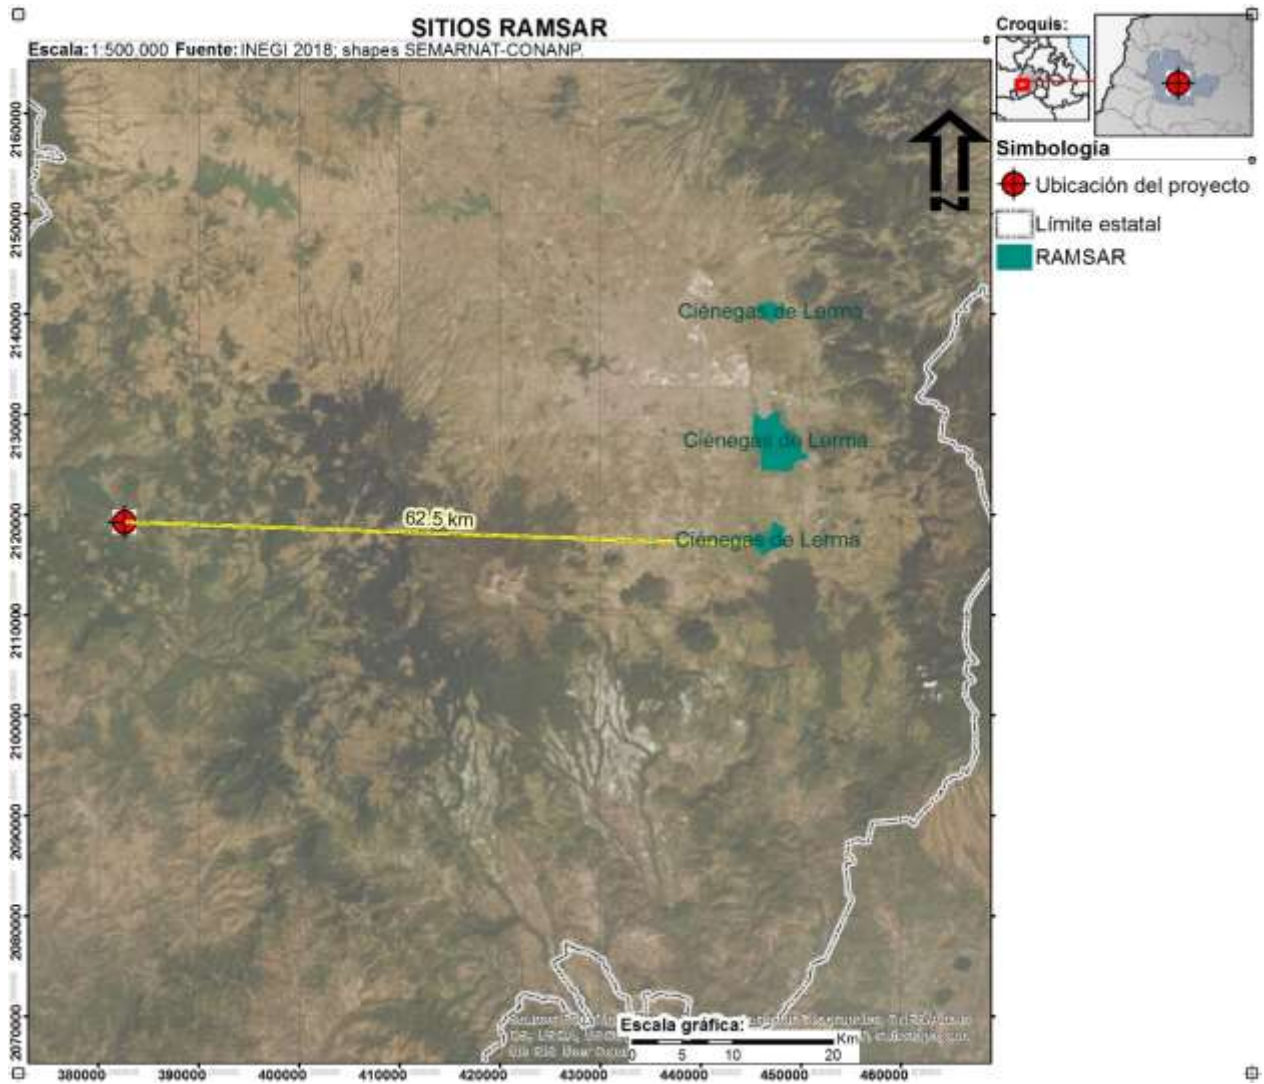 SITIOS RAMSAR
Escala: 1:500.000 Fuente: INEGI 2018; shapes SEMARNAT-CONANP.
Croquis:
Simbología
Ubicación del proyecto
Límite estatal
RAMSAR
N
Ciénegas de Lerma
Ciénegas de Lerma
62.5 km
Ciénegas de Lerma
2160000
2150000
2140000
2130000
2120000
2110000
2100000
2090000
2080000
2070000
Escala gráfica:
Km
0 5 10 20
380000 390000 400000 410000 420000 430000 440000 450000 460000